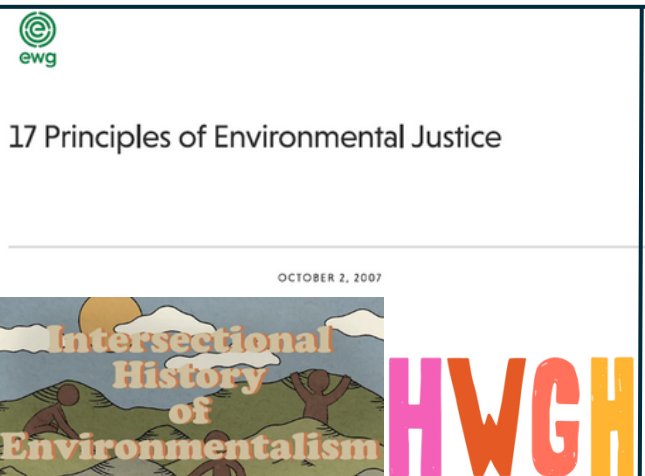 ewg
17 Principles of Environmental Justice
OCTOBER 2, 2007
Intersectional
History
of
Environmentalism
HWGH